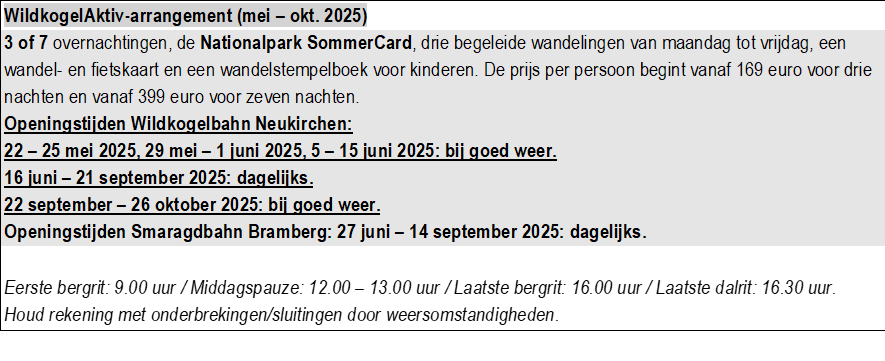 WildkogelAktiv-arrangement (mei – okt. 2025)
3 of 7 overnachtingen, de Nationalpark SommerCard, drie begeleide wandelingen van maandag tot vrijdag, een
wandel- en fietskaart en een wandelstempelboek voor kinderen. De prijs per persoon begint vanaf 169 euro voor drie
nachten en vanaf 399 euro voor zeven nachten.
Openingstijden Wildkogelbahn Neukirchen:
22 – 25 mei 2025, 29 mei – 1 juni 2025, 5 – 15 juni 2025: bij goed weer.
16 juni – 21 september 2025: dagelijks.
22 september – 26 oktober 2025: bij goed weer.
Openingstijden Smaragdbahn Bramberg: 27 juni – 14 september 2025: dagelijks.
Eerste bergrit: 9.00 uur / Middagspauze: 12.00 – 13.00 uur / Laatste bergrit: 16.00 uur / Laatste dalrit: 16.30 uur.
Houd rekening met onderbrekingen/sluitingen door weersomstandigheden.